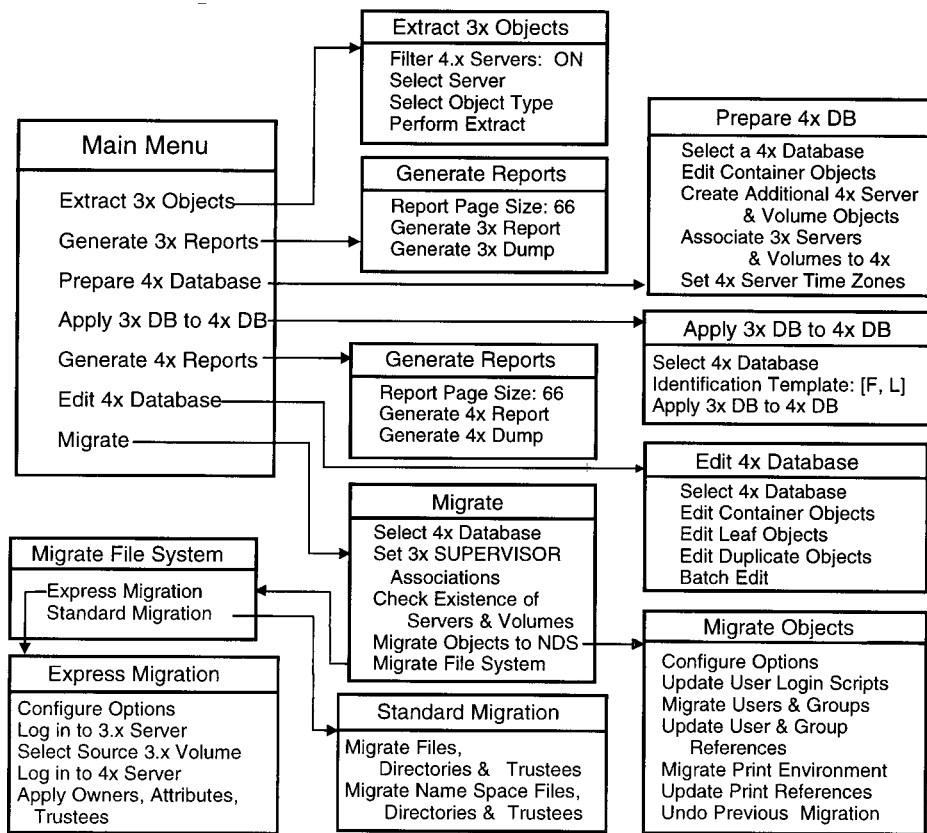 Main Menu
Extract 3x Objects
Generate 3x Reports
Prepare 4x Database
Apply 3x DB to 4x DB
Generate 4x Reports
Edit 4x Database
Migrate
Extract 3x Objects
Filter 4.x Servers: ON
Select Server
Select Object Type
Perform Extract
Generate Reports
Report Page Size: 66
Generate 3x Report
Generate 3x Dump
Prepare 4x DB
Select a 4x Database
Edit Container Objects
Create Additional 4x Server
& Volume Objects
Associate 3x Servers
& Volumes to 4x
Set 4x Server Time Zones
Apply 3x DB to 4x DB
Select 4x Database
Identification Template: [F, L]
Apply 3x DB to 4x DB
Generate Reports
Report Page Size: 66
Generate 4x Report
Generate 4x Dump
Edit 4x Database
Select 4x Database
Edit Container Objects
Edit Leaf Objects
Edit Duplicate Objects
Batch Edit
Migrate
Select 4x Database
Set 3x SUPERVISOR
Associations
Check Existence of
Servers & Volumes
Migrate Objects to NDS
Migrate File System
Migrate File System
Express Migration
Standard Migration
Express Migration
Configure Options
Log in to 3.x Server
Select Source 3.x Volume
Log in to 4x Server
Apply Owners, Attributes,
Trustees
Standard Migration
Migrate Files,
Directories & Trustees
Migrate Name Space Files,
Directories & Trustees
Migrate Objects
Configure Options
Update User Login Scripts
Migrate Users & Groups
Update User & Group
References
Migrate Print Environment
Update Print References
Undo Previous Migration